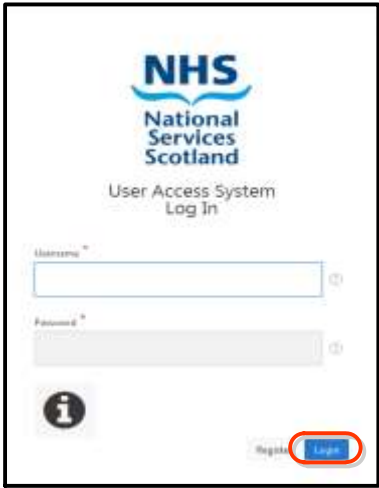 NHS
National
Services
Scotland
User Access System
Log In
Username *
Password *
Register
Login